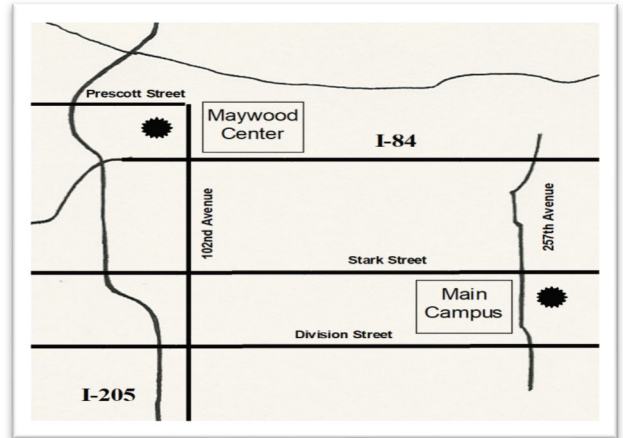 Prescott Street
Maywood
Center
I-84
102nd Avenue
257th Avenue
Stark Street
Main
Campus
Division Street
I-205